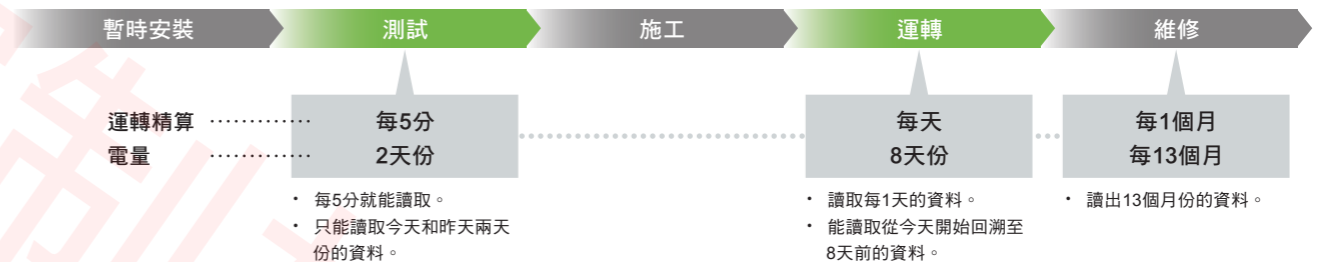 暫時安裝
測試
施工
運轉
維修
運轉精算 ············· 每5分 每天 每1個月
電量 ············· 2天份 8天份 每13個月
・ 每5分就能讀取。
・ 只能讀取今天和昨天兩天
份的資料。
・ 讀取每1天的資料。
・ 能讀取從今天開始回溯至
8天前的資料。
・ 讀出13個月份的資料。